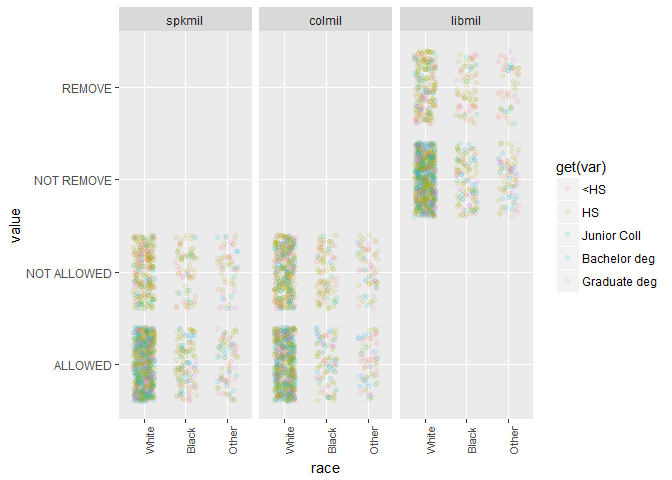 spkmil
colmil
libmil
REMOVE
NOT REMOVE
NOT ALLOWED
ALLOWED
value
White
Black
Other
White
Black
Other
White
Black
Other
race
get(var)
<HS
HS
Junior Coll
Bachelor deg
Graduate deg